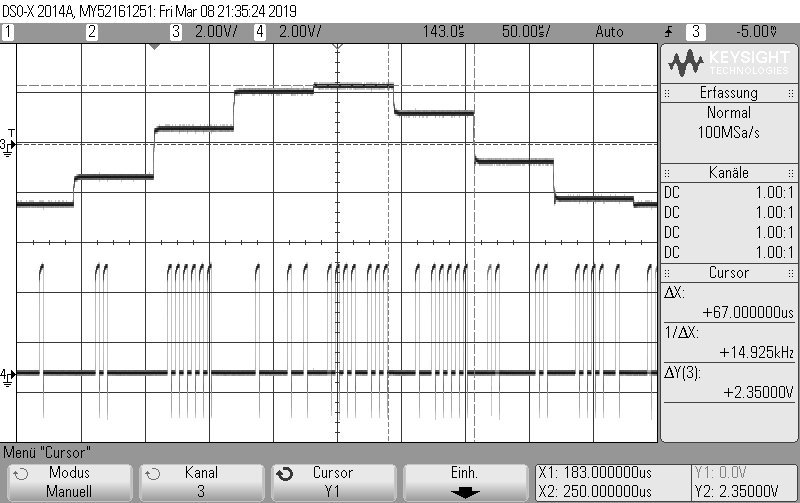 DSO-X 2014A, MY52161251: Fri Mar 08 21:35:24 2019
1 2 3 2.00V/ 4 2.00V/ 143.0s 50.00s/ Auto 3 -5.00V
KEYSIGHT
TECHNOLOGIES
Erfassung
Normal
100MSa/s
Kanäle
DC 1.00:1
DC 1.00:1
DC 1.00:1
DC 1.00:1
Cursor
ΔX:
+67.000000us
1/ΔX:
+14.925kHz
ΔY(3):
+2.35000V
T
3
4
Menü "Cursor"
Modus
Manuell
Kanal
3
Cursor
Y1
Einh.
X1: 183.000000us
X2: 250.000000us
Y1: 0.0V
Y2: 2.35000V